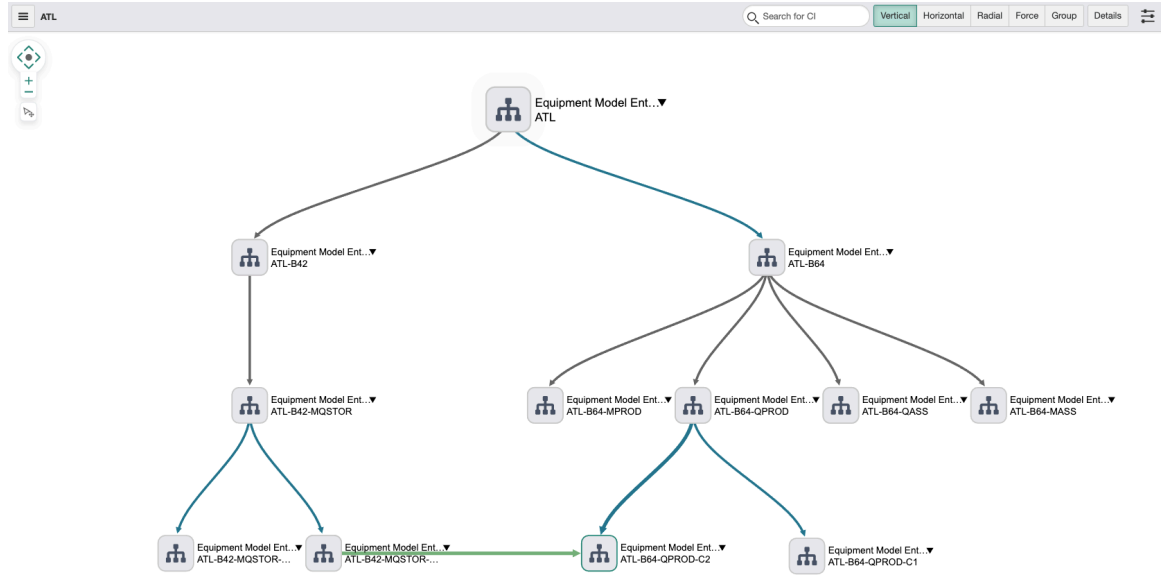 ATL
Search for CI
Vertical
Horizontal
Radial
Force
Group
Details
Equipment Model Ent...
ATL
Equipment Model Ent...
ATL-B42
Equipment Model Ent...
ATL-B64
Equipment Model Ent...
ATL-B42-MQSTOR
Equipment Model Ent...
ATL-B64-MPROD
Equipment Model Ent...
ATL-B64-QPROD
Equipment Model Ent...
ATL-B64-QASS
Equipment Model Ent...
ATL-B64-MASS
Equipment Model Ent...
ATL-B42-MQSTOR-...
Equipment Model Ent...
ATL-B42-MQSTOR-...
Equipment Model Ent...
ATL-B64-QPROD-C2
Equipment Model Ent...
ATL-B64-QPROD-C1